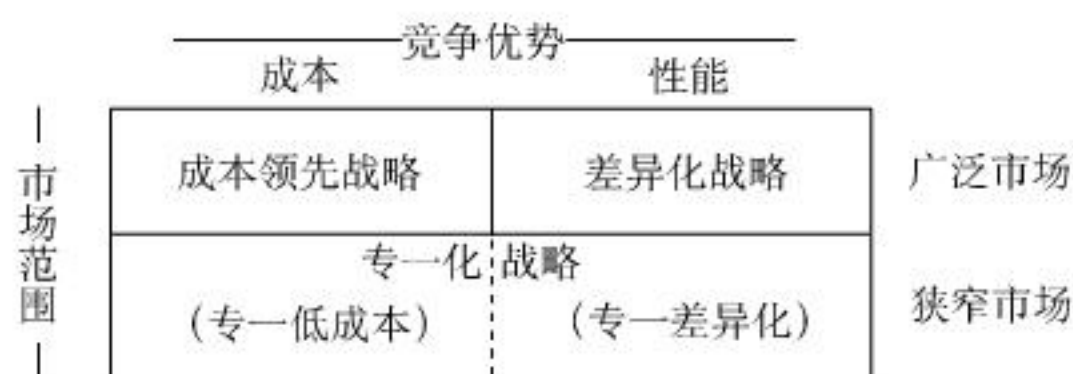 竞争优势
成本 性能
成本领先战略 差异化战略 广泛市场
市场范围
专一化战略
(专一低成本) (专一差异化) 狭窄市场